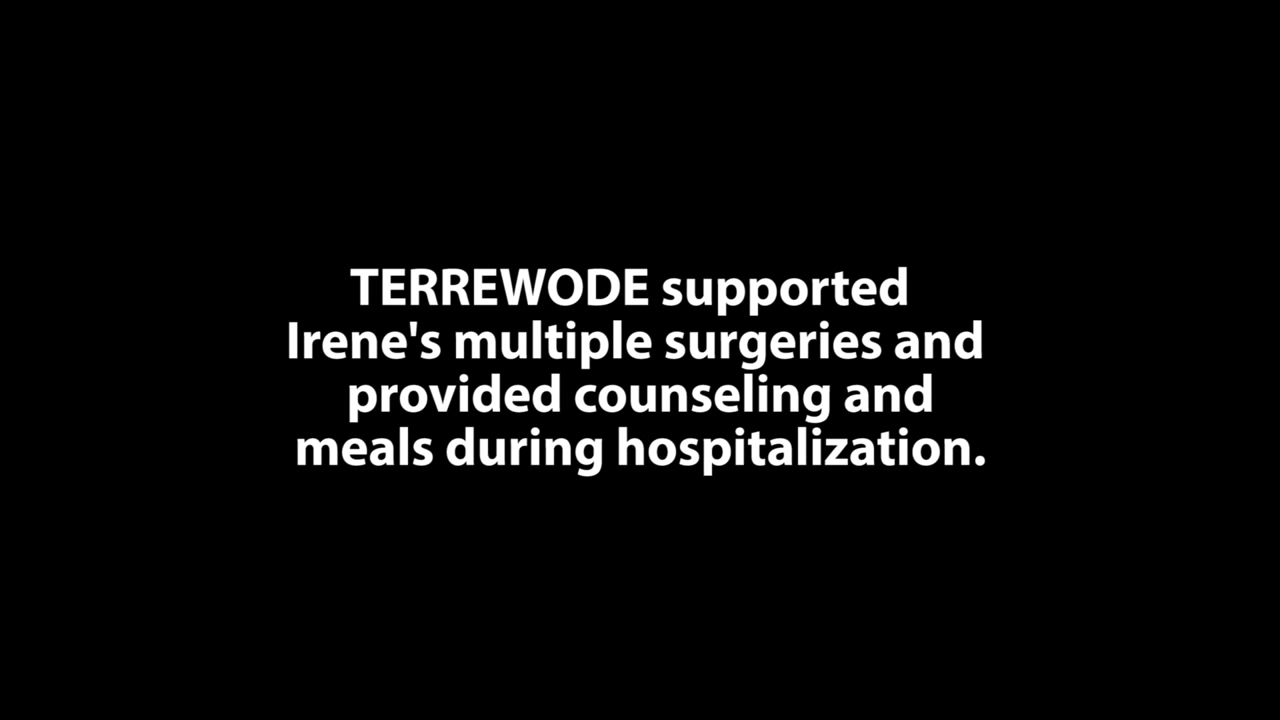 TERREWODE supported
Irene's multiple surgeries and
provided counseling and
meals during hospitalization.